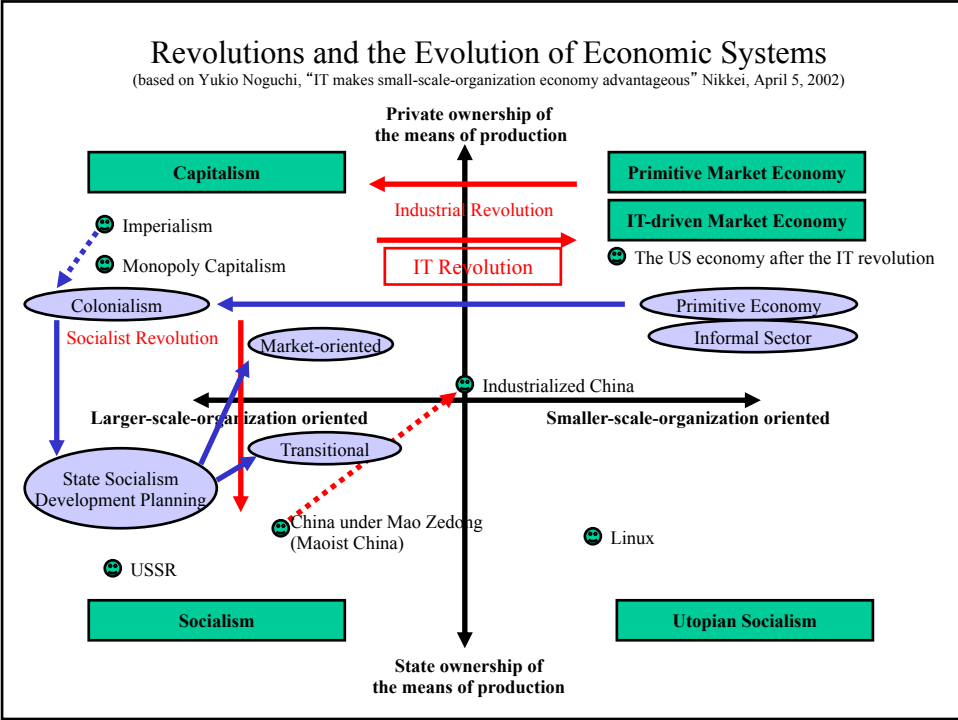 Revolutions and the Evolution of Economic Systems
(based on Yukio Noguchi, “IT makes small-scale-organization economy advantageous” Nikkei, April 5, 2002)
Private ownership of
the means of production
Capitalism
Primitive Market Economy
Industrial Revolution
IT-driven Market Economy
Imperialism
Monopoly Capitalism
IT Revolution
The US economy after the IT revolution
Colonialism
Primitive Economy
Socialist Revolution
Market-oriented
Informal Sector
Industrialized China
Larger-scale-organization oriented
Smaller-scale-organization oriented
Transitional
State Socialism
Development Planning
China under Mao Zedong
(Maoist China)
Linux
USSR
Socialism
Utopian Socialism
State ownership of
the means of production